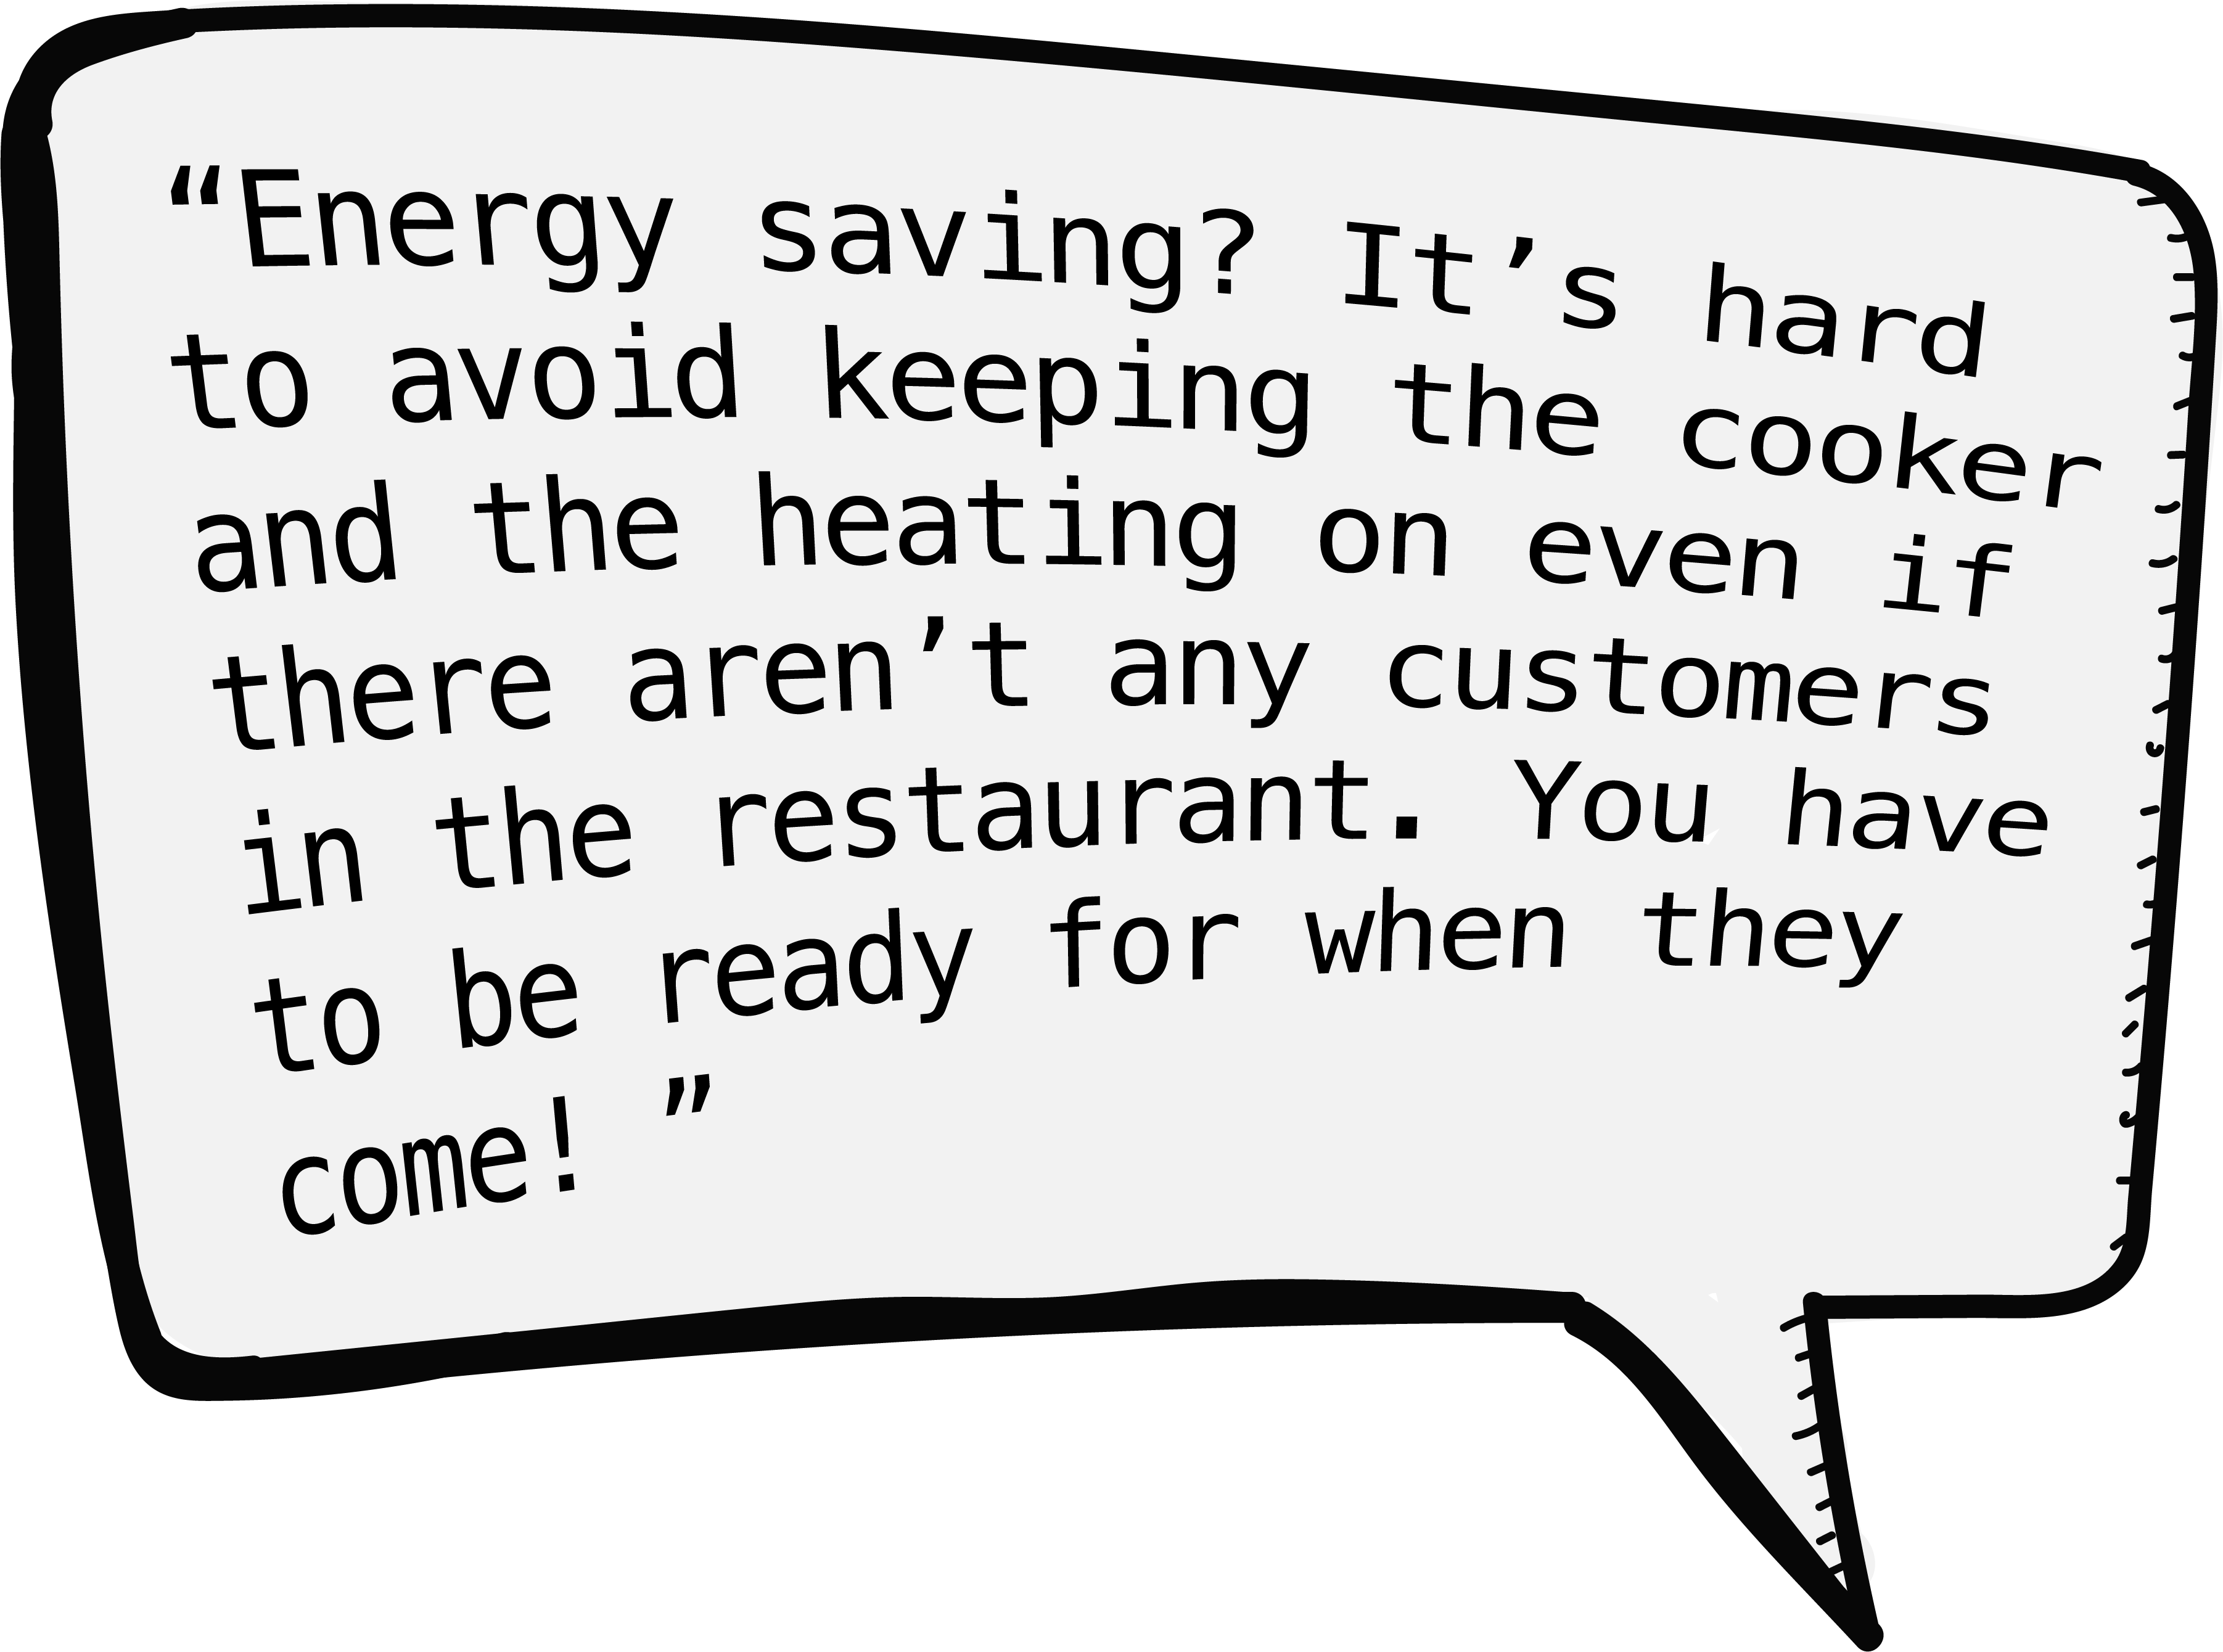 “Energy saving? It’s hard
to avoid keeping the cooker
and the heating on even if
there aren’t any customers
in the restaurant. You have
to be ready for when they
come! ”